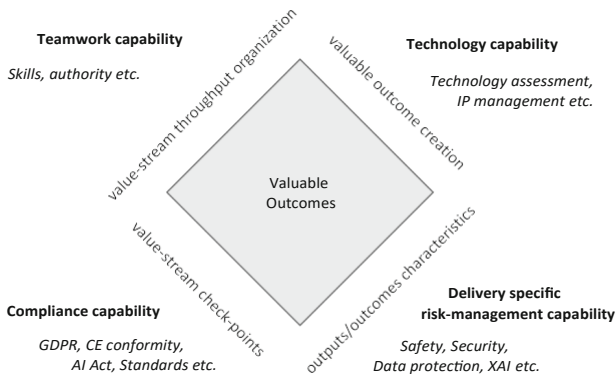 Teamwork capability
Skills, authority etc.
Technology capability
Technology assessment,
IP management etc.
value-stream throughput organization
valuable outcome creation
Valuable
Outcomes
value-stream check-points
outputs/outcomes characteristics
Compliance capability
GDPR, CE conformity,
AI Act, Standards etc.
Delivery specific
risk-management capability
Safety, Security,
Data protection, XAI etc.